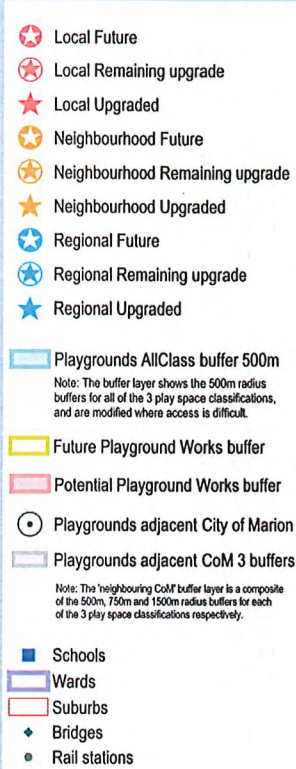 Local Future
Local Remaining upgrade
Local Upgraded
Neighbourhood Future
Neighbourhood Remaining upgrade
Neighbourhood Upgraded
Regional Future
Regional Remaining upgrade
Regional Upgraded
Playgrounds AllClass buffer 500m
Note: The buffer layer shows the 500m radius
buffers for all of the 3 play space classifications,
and are modified where access is difficult.
Future Playground Works buffer
Potential Playground Works buffer
Playgrounds adjacent City of Marion
Playgrounds adjacent CoM 3 buffers
Note: The 'neighbouring CoM' buffer layer is a composite
of the 500m, 750m and 1500m radius buffers for each
of the 3 play space classifications respectively.
Schools
Wards
Suburbs
Bridges
Rail stations